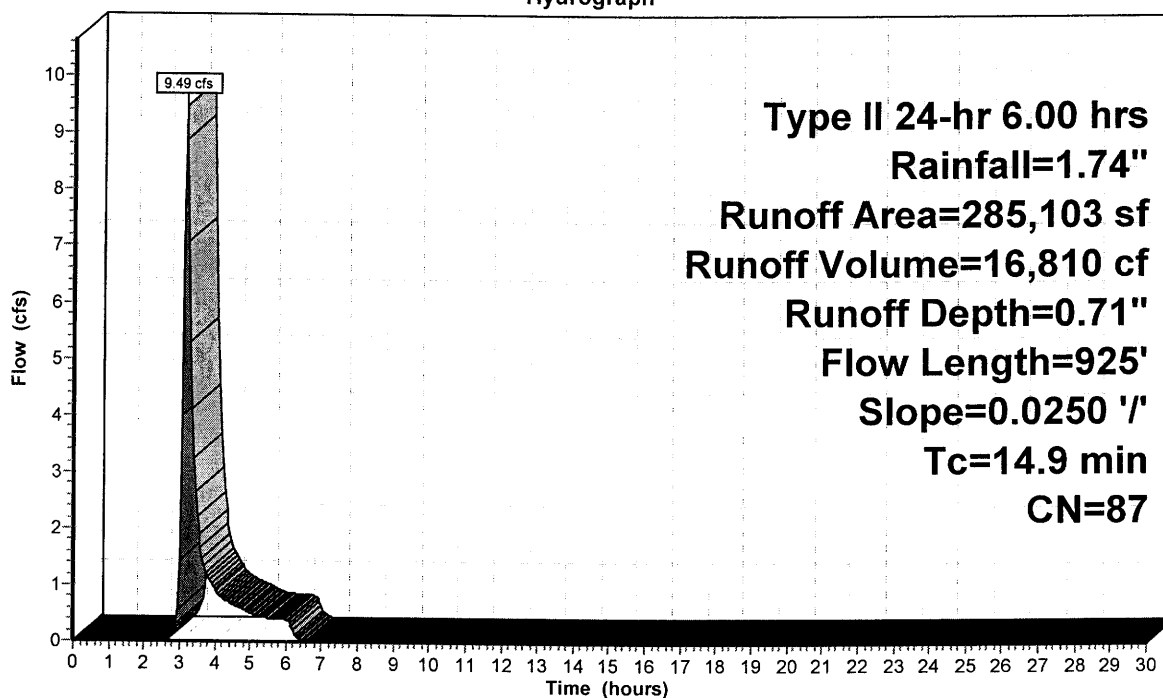 Hydrograph
9.49 cfs
Type II 24-hr 6.00 hrs
Rainfall=1.74"
Runoff Area=285,103 sf
Runoff Volume=16,810 cf
Runoff Depth=0.71"
Flow Length=925'
Slope=0.0250 '/'
Tc=14.9 min
CN=87
10
9
8
7
6
5
4
3
2
1
0
Flow (cfs)
0 1 2 3 4 5 6 7 8 9 10 11 12 13 14 15 16 17 18 19 20 21 22 23 24 25 26 27 28 29 30
Time (hours)